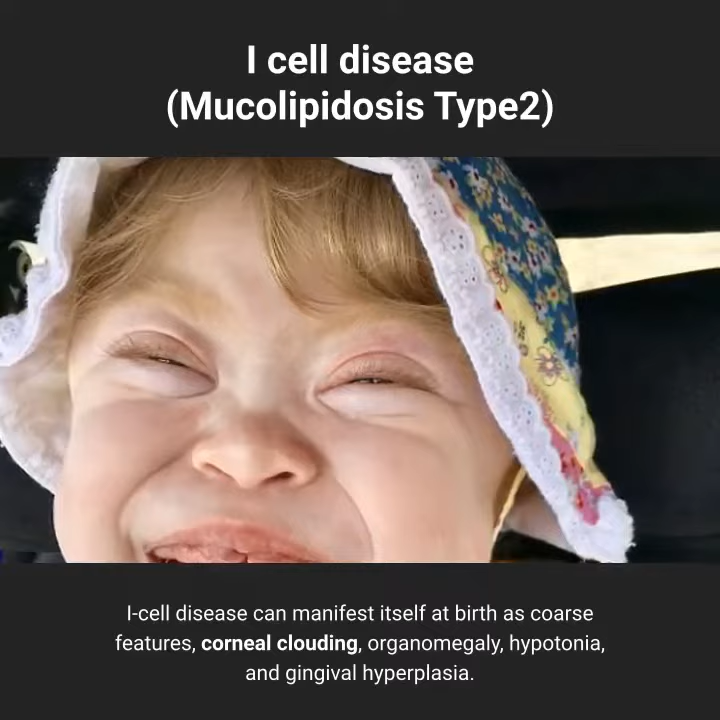 I cell disease
(Mucolipidosis Type2)
I-cell disease can manifest itself at birth as coarse
features, corneal clouding, organomegaly, hypotonia,
and gingival hyperplasia.